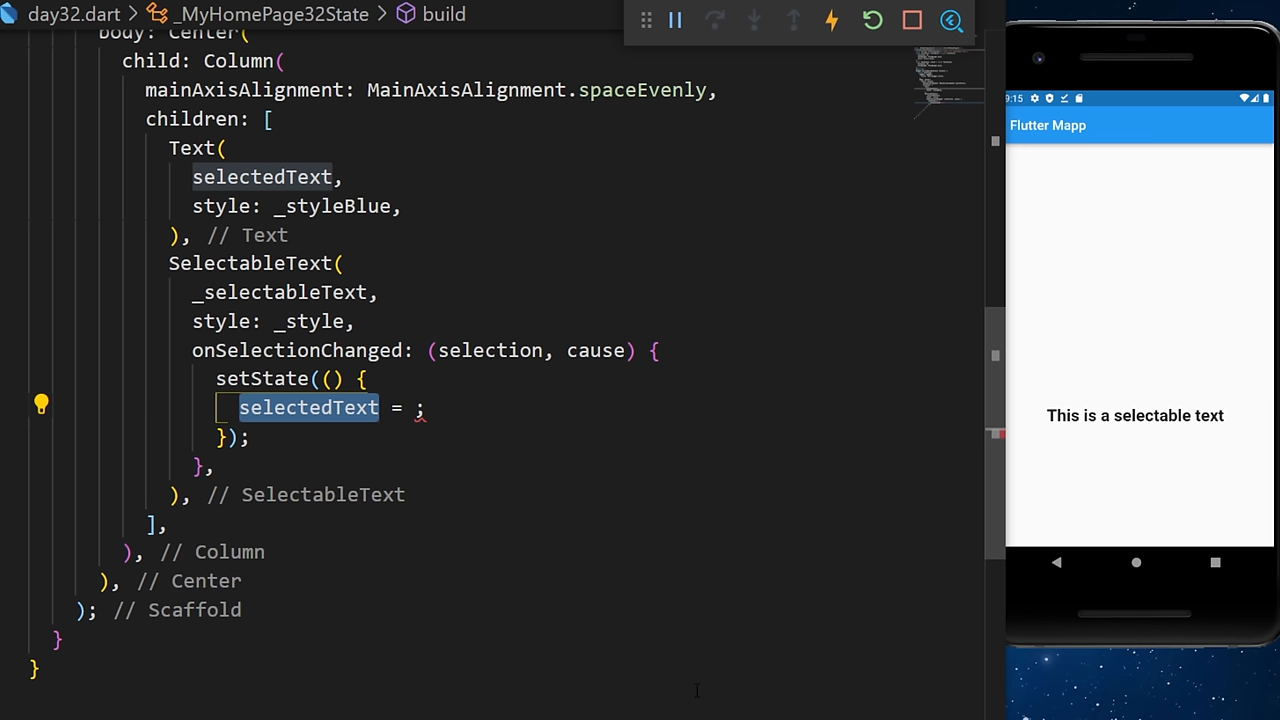 day32.dart > _MyHomePage32State > build
body: Center(
child: Column(
mainAxisAlignment: MainAxisAlignment.spaceEvenly,
children: [
Text(
selectedText,
style: _styleBlue,
), // Text
SelectableText(
_selectableText,
style: _style,
onSelectionChanged: (selection, cause) {
setState(() {
selectedText = ;
});
},
), // SelectableText
],
), // Column
), // Center
); // Scaffold
}
}
9:15
Flutter Mapp
This is a selectable text